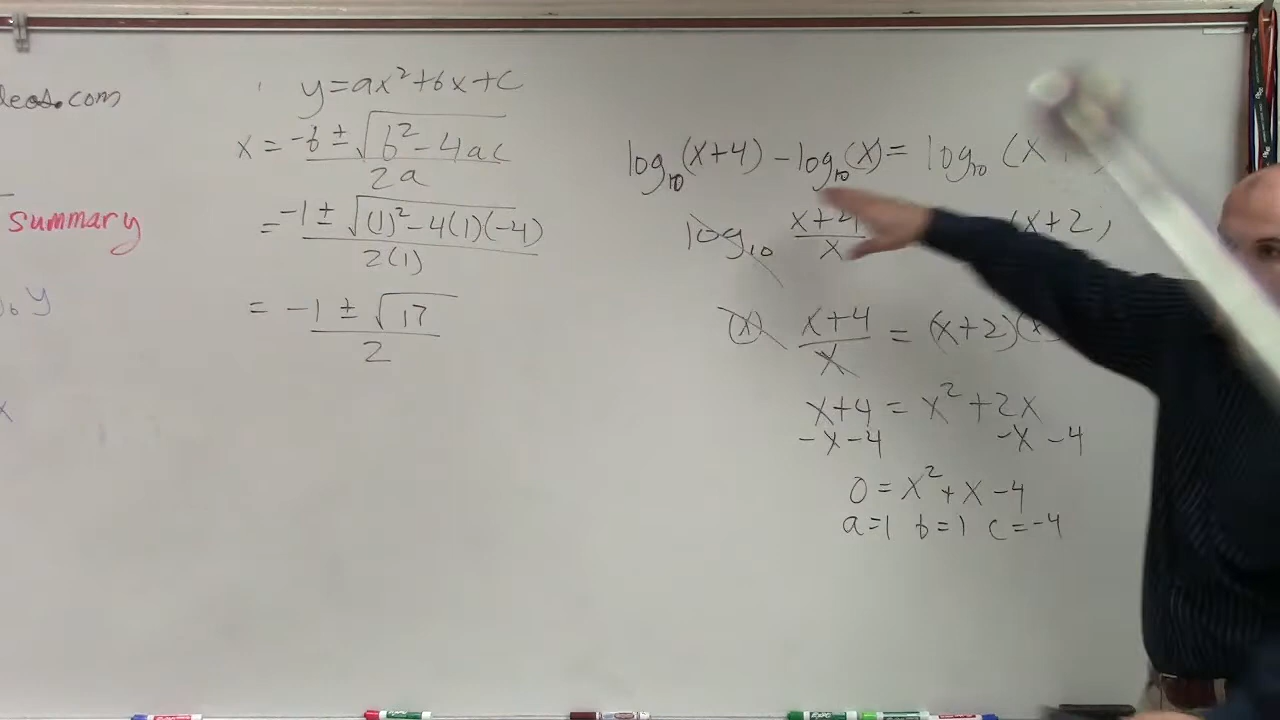 deos.com
summary
y
x
y=ax²+bx+c
x = -b ± √b²-4ac
2a
= -1 ± √(1)²-4(1)(-4)
2(1)
= -1 ± √17
2
log₁₀(x+4) - log₁₀(x) = log₁₀(x
log₁₀ x+4
x
(x+2)
(x) x+4 = (x+2)(x
x
x+4 = x²+2x
-x-4 -x-4
0 = x²+x-4
a=1 b=1 c=-4